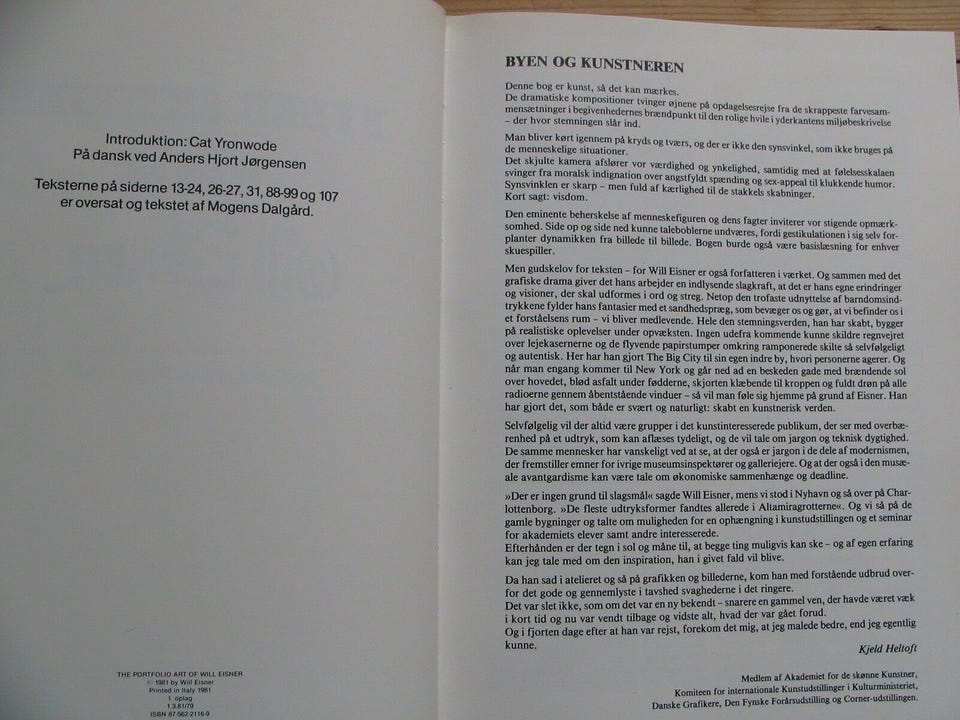 Introduktion: Cat Yronwode
På dansk ved Anders Hjort Jørgensen
Teksterne på siderne 13-24, 26-27, 31, 88-99 og 107
er oversat og tekstet af Mogens Dalgård.
THE PORTFOLIO ART OF WILL EISNER
© 1981 by Will Eisner
Printed in Italy 1981
1. oplag
1.3.81/79
ISBN 87-562-2116-9
BYEN OG KUNSTNEREN
Denne bog er kunst, så det kan mærkes.
De dramatiske kompositioner tvinger øjnene på opdagelsesrejse fra de skrappeste farvesam-
mensætninger i begivenhedernes brændpunkt til den rolige hvile i yderkantens miljøbeskrivelse
– der hvor stemningen slår ind.
Man bliver kørt igennem på kryds og tværs, og der er ikke den synsvinkel, som ikke bruges på
de menneskelige situationer.
Det skjulte kamera afslører vor værdighed og ynkelighed, samtidig med at følelsesskalaen
svinger fra moralsk indignation over angstfyldt spænding og sex-appeal til klukkende humor.
Synsvinklen er skarp – men fuld af kærlighed til de stakkels skabninger.
Kort sagt: visdom.
Den eminente beherskelse af menneskefiguren og dens fagter inviterer vor stigende opmærk-
somhed. Side op og side ned kunne taleboblerne undværes, fordi gestikulationen i sig selv for-
planter dynamikken fra billede til billede. Bogen burde også være basislæsning for enhver
skuespiller.
Men gudskelov for teksten – for Will Eisner er også forfatteren i værket. Og sammen med det
grafiske drama giver det hans arbejder en indlysende slagkraft, at det er hans egne erindringer
og visioner, der skal udformes i ord og streg. Netop den trofaste udnyttelse af barndomsind-
trykkene fylder hans fantasier med et sandhedspræg, som bevæger os og gør, at vi befinder os i
et forståelsens rum – vi bliver medlevende. Hele den stemningsverden, han har skabt, bygger
på realistiske oplevelser under opvæksten. Ingen udefra kommende kunne skildre regnvejret
over lejekasernerne og de flyvende papirstumper omkring ramponerede skilte så selvfølgeligt
og autentisk. Her har han gjort The Big City til sin egen indre by, hvori personerne agerer. Og
når man engang kommer til New York og går ned ad en beskeden gade med brændende sol
over hovedet, blød asfalt under fødderne, skjorten klæbende til kroppen og fuldt drøn på alle
radioerne gennem åbentstående vinduer – så vil man føle sig hjemme på grund af Eisner. Han
har gjort det, som både er svært og naturligt: skabt en kunstnerisk verden.
Selvfølgelig vil der altid være grupper i det kunstinteresserede publikum, der ser med overbæ-
renhed på et udtryk, som kan aflæses tydeligt, og de vil tale om jargon og teknisk dygtighed.
De samme mennesker har vanskeligt ved at se, at der også er jargon i de dele af modernismen,
der fremstiller emner for ivrige museumsinspektører og galleriejere. Og at der også i den musæ-
ale avantgardisme kan være tale om økonomiske sammenhænge og deadline.
»Der er ingen grund til slagsmål« sagde Will Eisner, mens vi stod i Nyhavn og så over på Char-
lottenborg. »De fleste udtryksformer fandtes allerede i Altamiragrotterne«. Og vi så på de
gamle bygninger og talte om muligheden for en ophængning i kunstudstillingen og et seminar
for akademiets elever samt andre interesserede.
Efterhånden er der tegn i sol og måne til, at begge ting muligvis kan ske – og af egen erfaring
kan jeg tale med om den inspiration, han i givet fald vil blive.
Da han sad i atelieret og så på grafikken og billederne, kom han med forstående udbrud over-
for det gode og gennemlyste i tavshed svaghederne i det ringere.
Det var slet ikke, som om det var en ny bekendt – snarere en gammel ven, der havde været væk
i kort tid og nu var vendt tilbage og vidste alt, hvad der var gået forud.
Og i fjorten dage efter at han var rejst, forekom det mig, at jeg malede bedre, end jeg egentlig
kunne.
Kjeld Heltoft
Medlem af Akademiet for de skønne Kunstner,
Komiteen for internationale Kunstudstillinger i Kulturministeriet,
Danske Grafikere, Den Fynske Forårsudstilling og Corner-udstillingen.